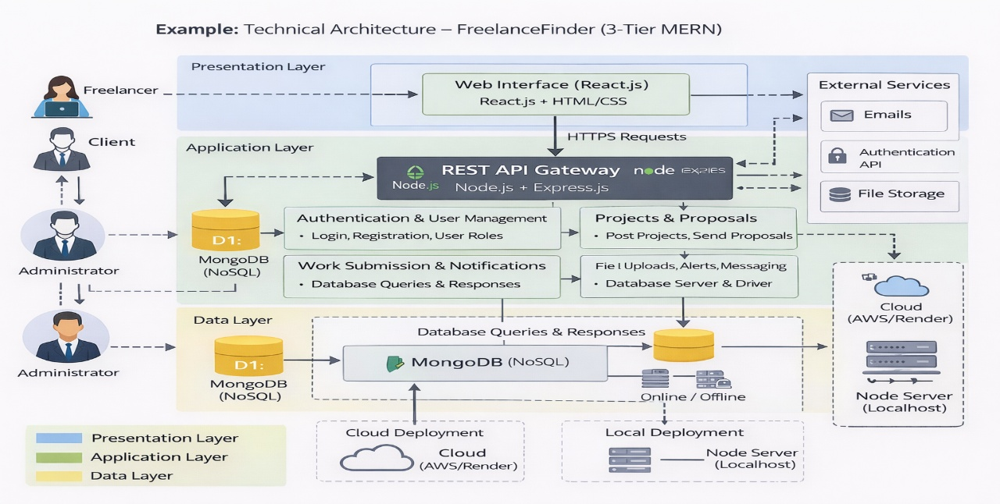 Example: Technical Architecture – FreelanceFinder (3-Tier MERN)
Presentation Layer
Freelancer
Web Interface (React.js)
React.js + HTML/CSS
External Services
Emails
Authentication
API
File Storage
Client
HTTPS Requests
Application Layer
REST API Gateway
Node.js + Express.js
Node.js
node
Authentication & User Management
• Login, Registration, User Roles
Projects & Proposals
• Post Projects, Send Proposals
D1:
MongoDB
(NoSQL)
Administrator
Work Submission & Notifications
• Database Queries & Responses
Uploads, Alerts, Messaging
• Database Server & Driver
Cloud
(AWS/Render)
Node Server
(Localhost)
Data Layer
Database Queries & Responses
D1:
MongoDB
(NoSQL)
MongoDB (NoSQL)
Online / Offline
Administrator
Cloud Deployment
Cloud
(AWS/Render)
Local Deployment
Node Server
(Localhost)
Presentation Layer
Application Layer
Data Layer